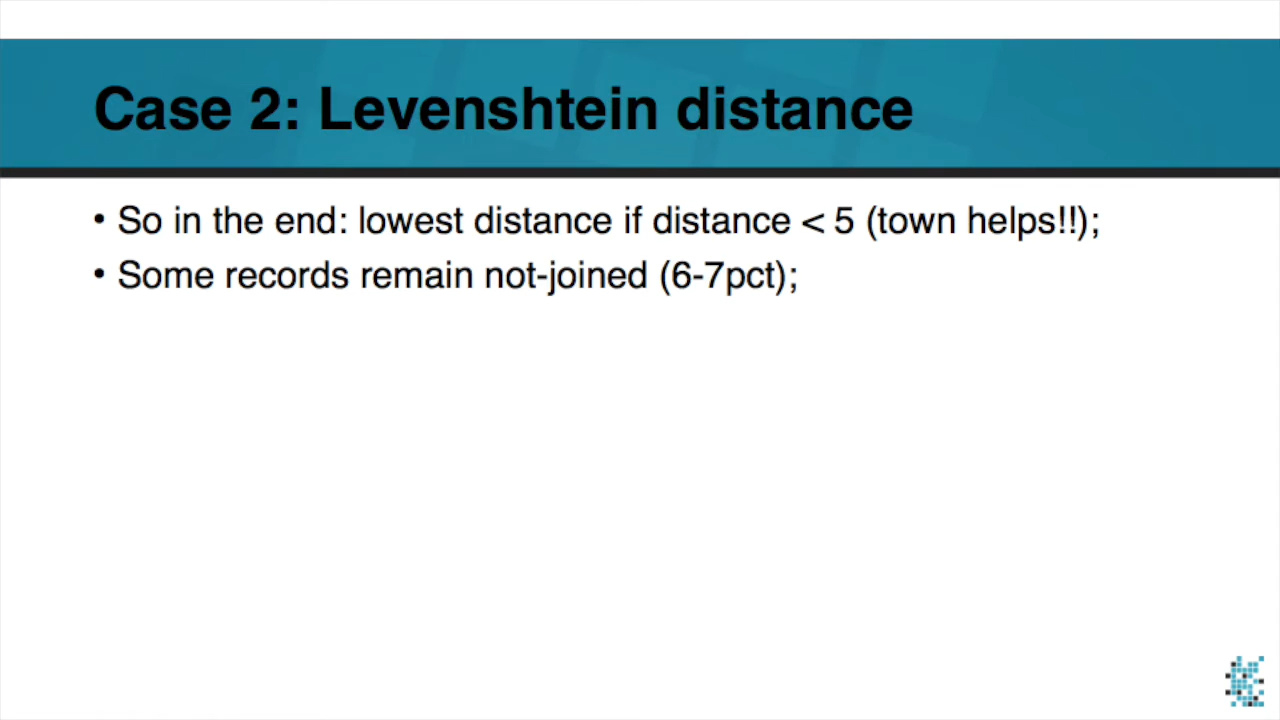 Case 2: Levenshtein distance
• So in the end: lowest distance if distance < 5 (town helps!!);
• Some records remain not-joined (6-7pct);